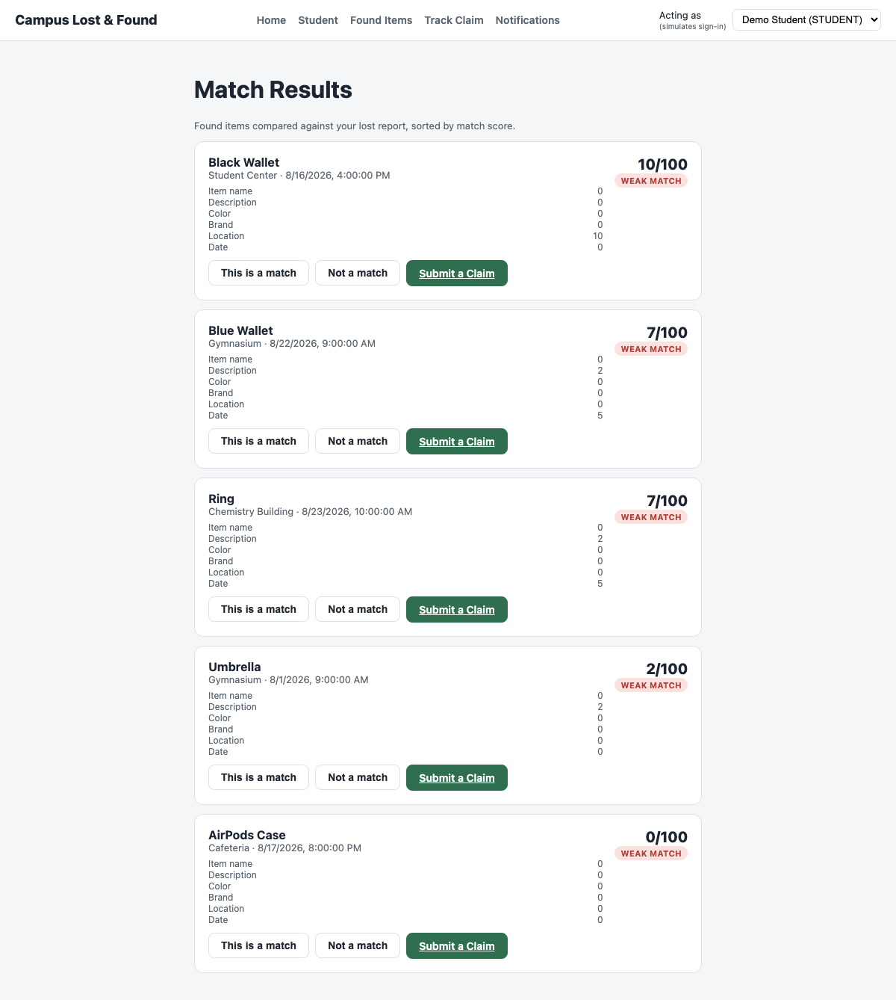 Campus Lost & Found
Home Student Found Items Track Claim Notifications
Acting as
(simulates sign-in)
Demo Student (STUDENT)
Match Results
Found items compared against your lost report, sorted by match score.
Black Wallet
10/100
Student Center · 8/16/2026, 4:00:00 PM
WEAK MATCH
Item name 0
Description 0
Color 0
Brand 0
Location 10
Date 0
This is a match Not a match Submit a Claim
Blue Wallet
7/100
Gymnasium · 8/22/2026, 9:00:00 AM
WEAK MATCH
Item name 0
Description 2
Color 0
Brand 0
Location 0
Date 5
This is a match Not a match Submit a Claim
Ring
7/100
Chemistry Building · 8/23/2026, 10:00:00 AM
WEAK MATCH
Item name 0
Description 2
Color 0
Brand 0
Location 0
Date 5
This is a match Not a match Submit a Claim
Umbrella
2/100
Gymnasium · 8/1/2026, 9:00:00 AM
WEAK MATCH
Item name 0
Description 2
Color 0
Brand 0
Location 0
Date 0
This is a match Not a match Submit a Claim
AirPods Case
0/100
Cafeteria · 8/17/2026, 8:00:00 PM
WEAK MATCH
Item name 0
Description 0
Color 0
Brand 0
Location 0
Date 0
This is a match Not a match Submit a Claim